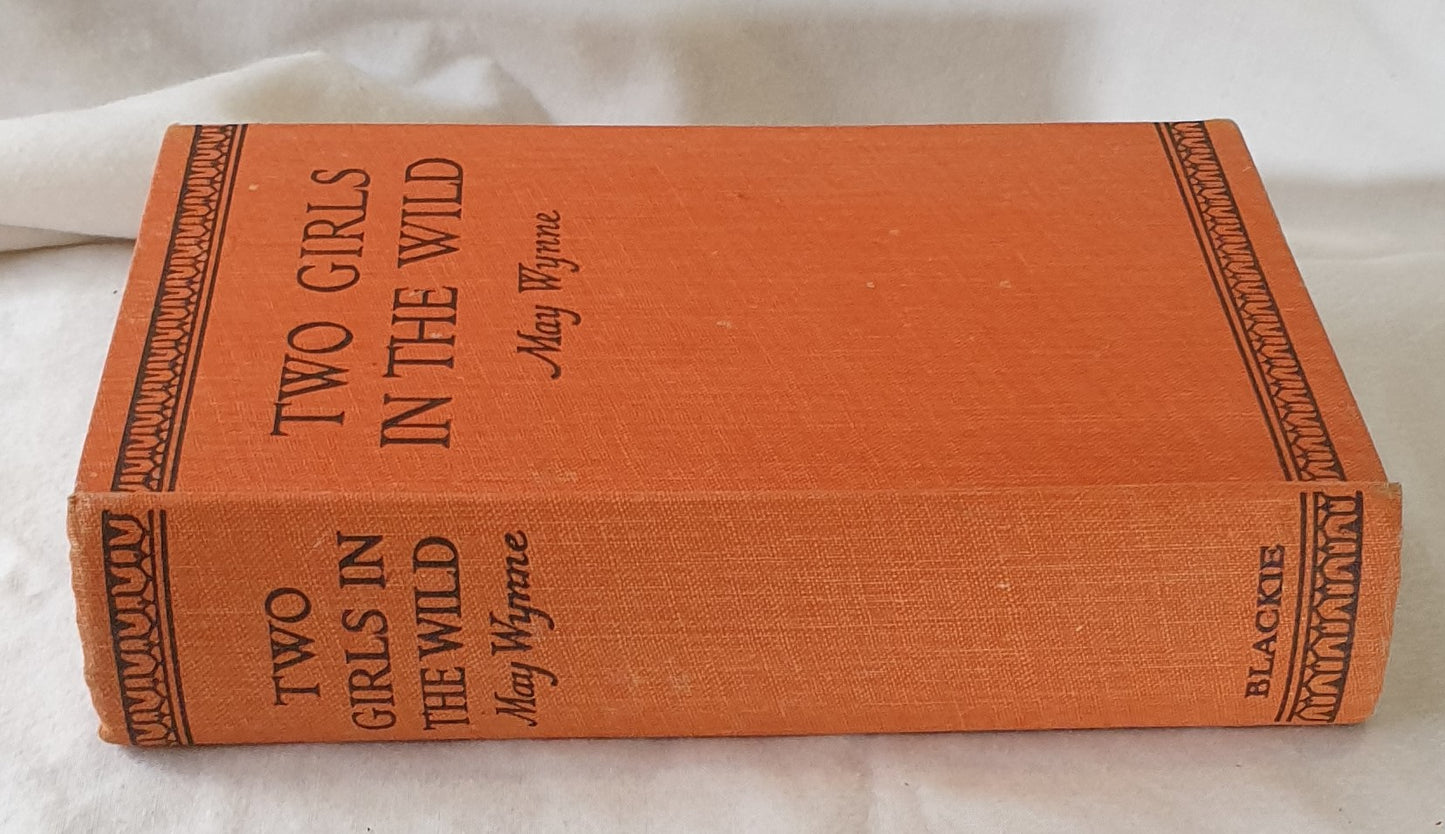 TWO GIRLS
IN THE WILD
May Wynne
TWO
GIRLS IN
THE WILD
May Wynne
BLACKIE